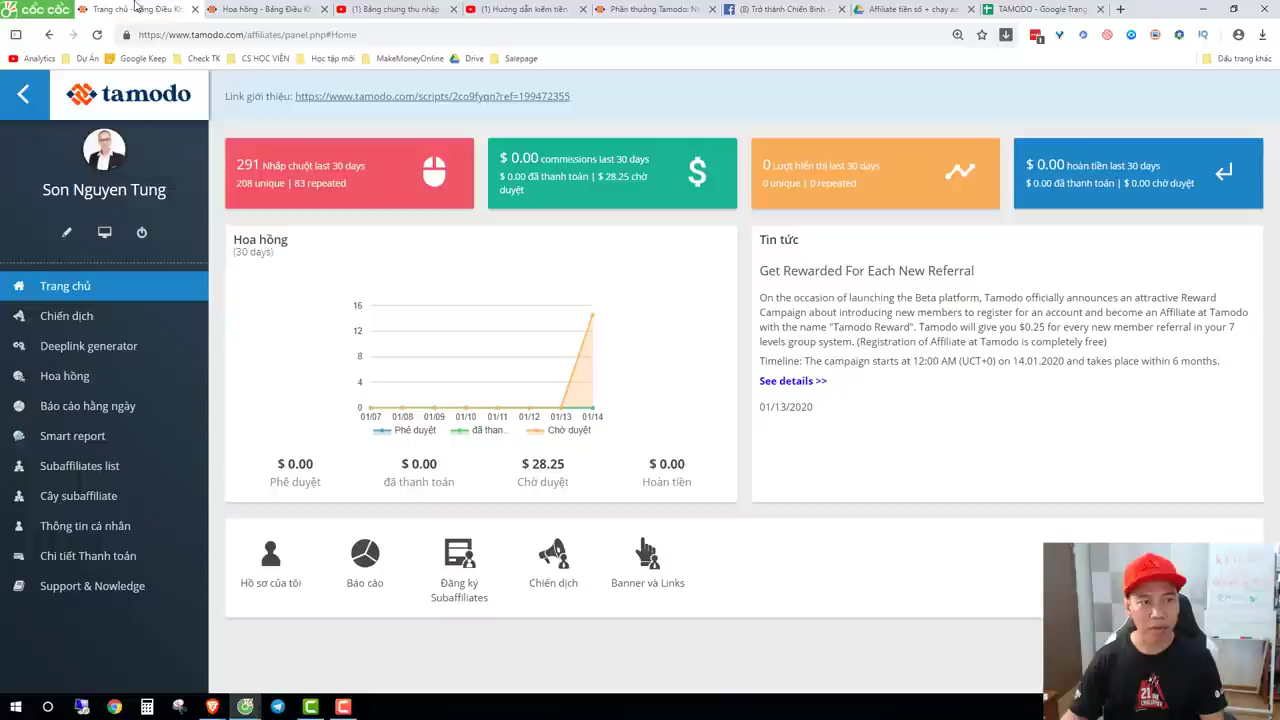 cốc cốc
Trang chủ - Bảng Điều Kh
Hoa hồng - Bảng Điều Kh
(1) Bằng chứng thu nhập
(1) Hướng dẫn kiếm tiền
Phần thưởng Tamodo: N
(8) Trở thành Chiến Binh A
Affiliate tiền số + chạy ad
TAMODO - Google Trang
https://www.tamodo.com/affiliates/panel.php#Home
Analytics
Dự Án
Google Keep
Check TK
CS HỌC VIÊN
Học tập mới
MakeMoneyOnline
Drive
Salepage
Dấu trang khác
tamodo
Link giới thiệu: https://www.tamodo.com/scripts/2co9fyqn?ref=199472355
Son Nguyen Tung
291 Nhấp chuột last 30 days
208 unique | 83 repeated
$ 0.00 commissions last 30 days
$ 0.00 đã thanh toán | $ 28.25 chờ
duyệt
0 Lượt hiển thị last 30 days
0 unique | 0 repeated
$ 0.00 hoàn tiền last 30 days
$ 0.00 đã thanh toán | $ 0.00 chờ duyệt
Trang chủ
Chiến dịch
Deeplink generator
Hoa hồng
Báo cáo hằng ngày
Smart report
Subaffiliates list
Cây subaffiliate
Thông tin cá nhân
Chi tiết Thanh toán
Support & Nowledge
Hoa hồng
(30 days)
16
12
8
4
0
01/07 01/08 01/09 01/10 01/11 01/12 01/13 01/14
Phê duyệt
đã than...
Chờ duyệt
$ 0.00
Phê duyệt
$ 0.00
đã thanh toán
$ 28.25
Chờ duyệt
$ 0.00
Hoàn tiền
Tin tức
Get Rewarded For Each New Referral
On the occasion of launching the Beta platform, Tamodo officially announces an attractive Reward
Campaign about introducing new members to register for an account and become an Affiliate at Tamodo
with the name "Tamodo Reward". Tamodo will give you $0.25 for every new member referral in your 7
levels group system. (Registration of Affiliate at Tamodo is completely free)
Timeline: The campaign starts at 12:00 AM (UCT+0) on 14.01.2020 and takes place within 6 months.
See details >>
01/13/2020
Hồ sơ của tôi
Báo cáo
Đăng ký
Subaffiliates
Chiến dịch
Banner và Links